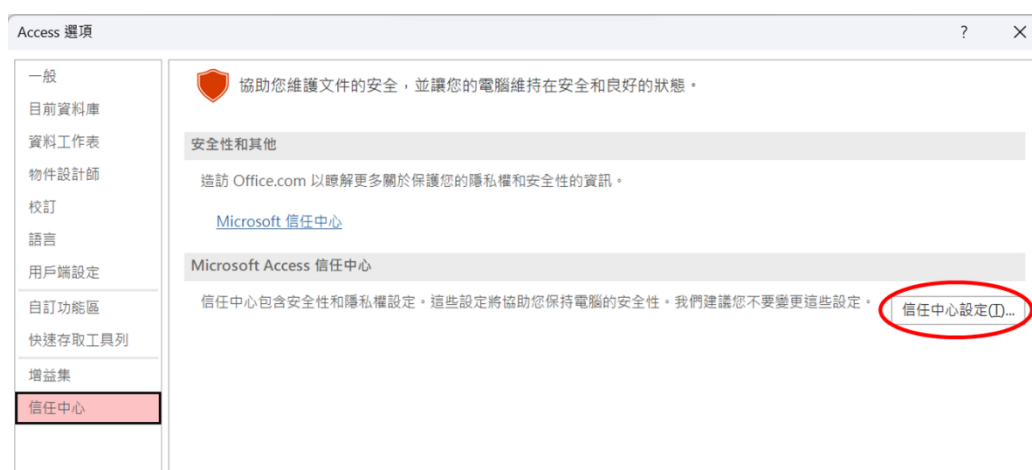 Access 選項
?
一般
目前資料庫
資料工作表
物件設計師
校訂
語言
用戶端設定
自訂功能區
快速存取工具列
增益集
信任中心
協助您維護文件的安全，並讓您的電腦維持在安全和良好的狀態。
安全性和其他
造訪 Office.com 以瞭解更多關於保護您的隱私權和安全性的資訊。
Microsoft 信任中心
Microsoft Access 信任中心
信任中心包含安全性和隱私權設定。這些設定將協助您保持電腦的安全性。我們建議您不要變更這些設定。
信任中心設定(T)...